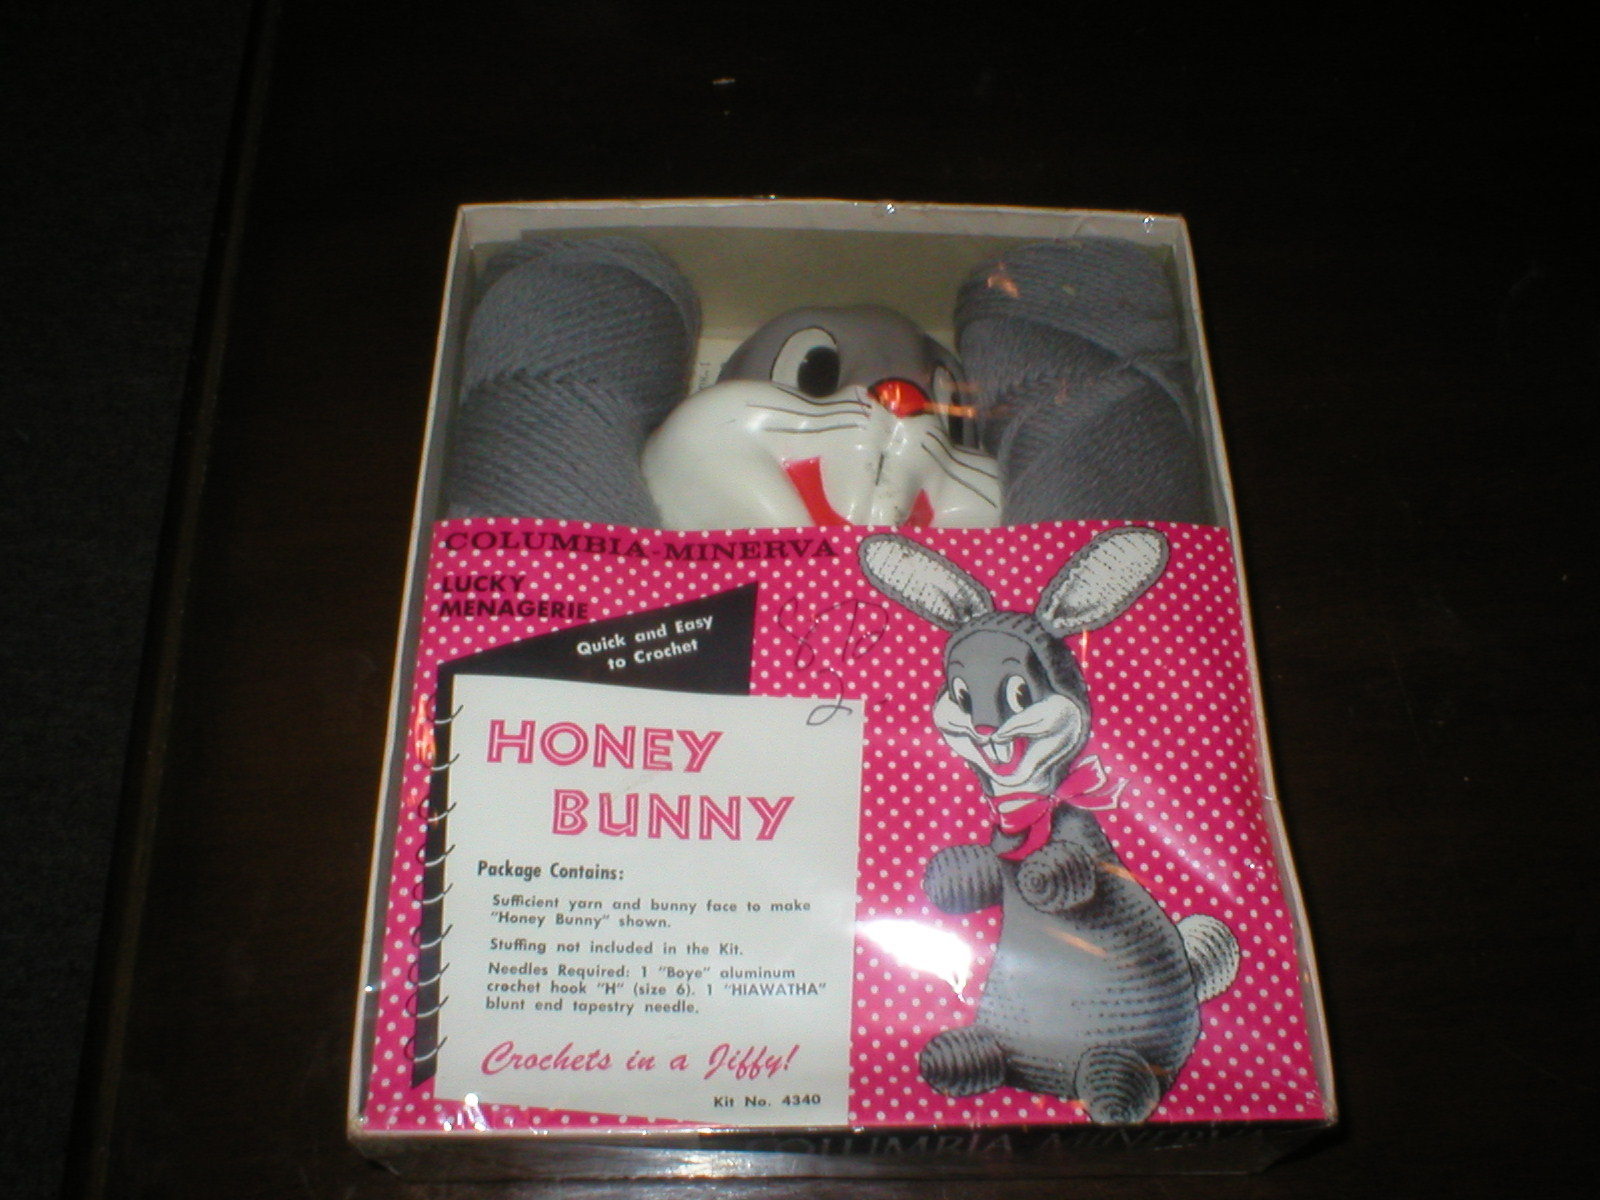 COLUMBIA-MINERVA
LUCKY
MENAGERIE
Quick and Easy
to Crochet
HONEY
BUNNY
Package Contains:
Sufficient yarn and bunny face to make
"Honey Bunny" shown.
Stuffing not included in the Kit.
Needles Required: 1 "Boye" aluminum
crochet hook "H" (size 6). 1 "HIAWATHA"
blunt end tapestry needle.
Crochets in a Jiffy!
Kit No. 4340
COLUMBIA MINERVA